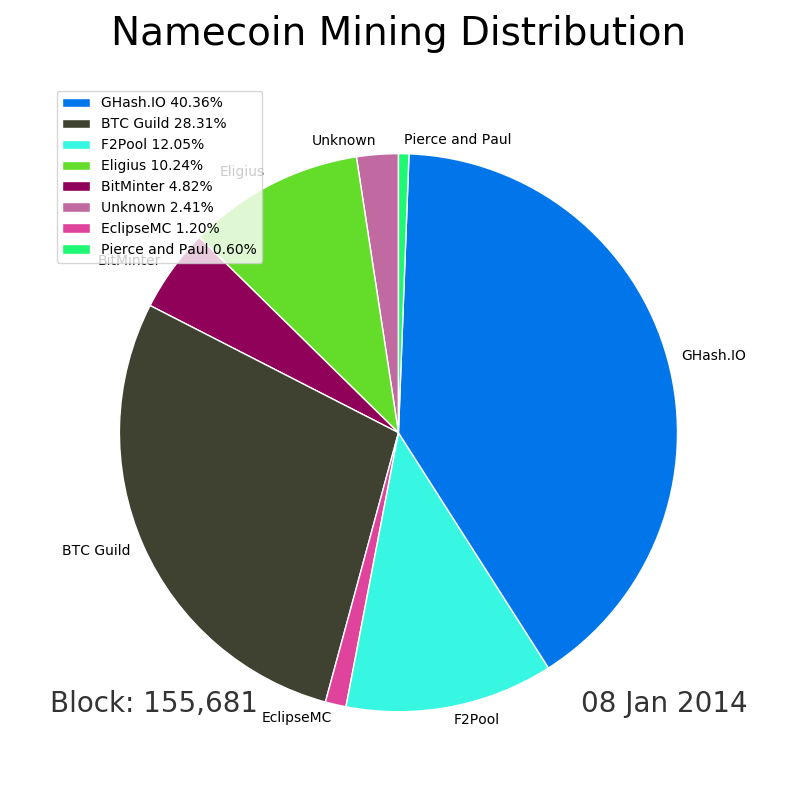 Namecoin Mining Distribution
GHash.IO 40.36%
BTC Guild 28.31%
F2Pool 12.05%
Eligius 10.24%
BitMinter 4.82%
Unknown 2.41%
EclipseMC 1.20%
Pierce and Paul 0.60%
Unknown
Pierce and Paul
Eligius
BitMinter
GHash.IO
BTC Guild
Block: 155,681
08 Jan 2014
EclipseMC
F2Pool